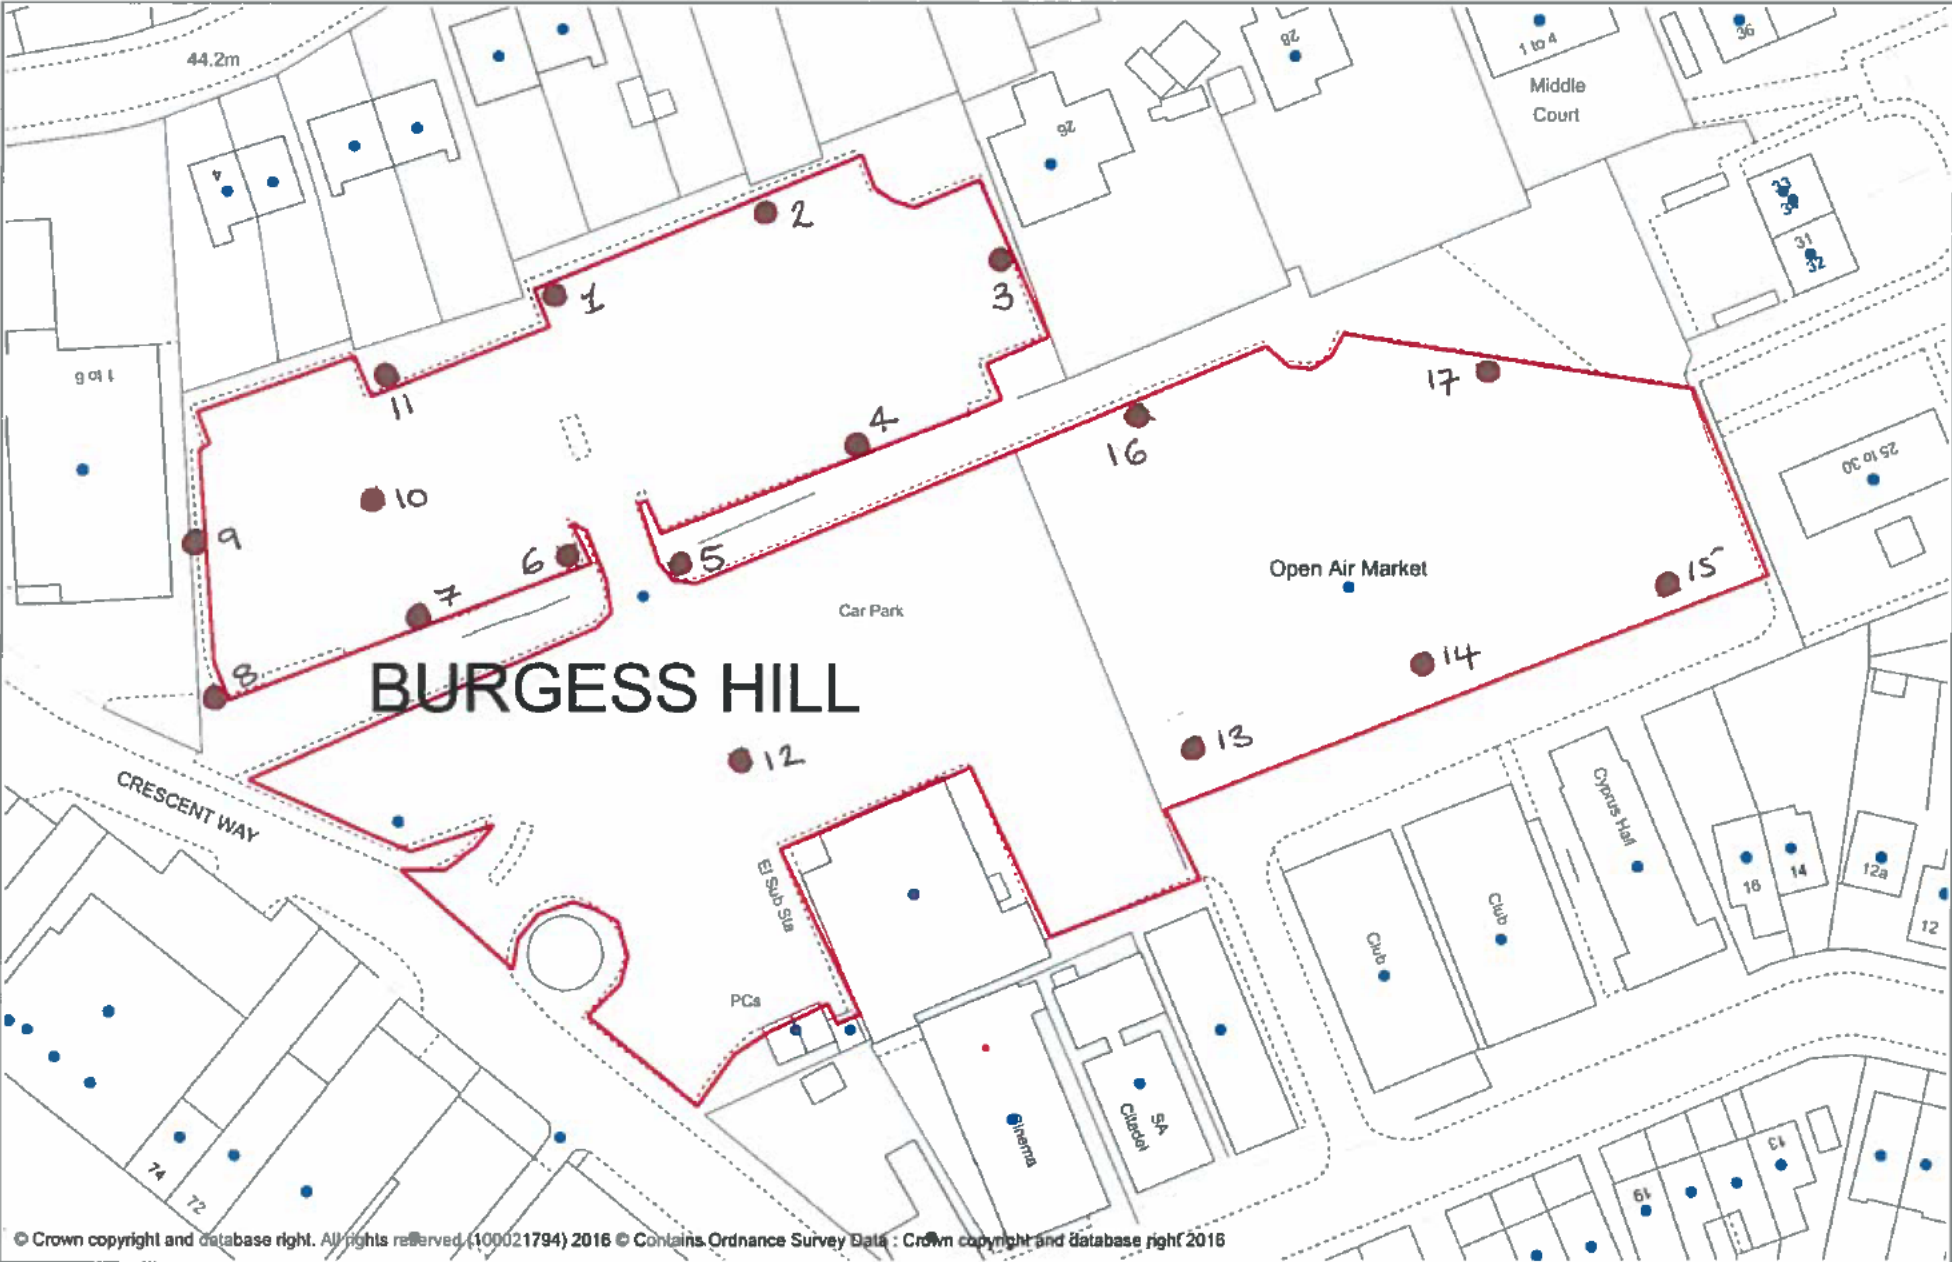 44.2m
4
26
28
1 to 4
36
Middle
Court
33
34
31
32
2
1
3
1 to 6
11
4
17
16
25 to 30
10
9
6
5
7
Open Air Market
15
Car Park
14
8
BURGESS HILL
13
12
CRESCENT WAY
Cyprus Hall
El Sub Sta
16
14
12a
12
Club
Club
PCs
Cinema
SA
Citadel
74
72
19
13
© Crown copyright and database right. All rights reserved (100021794) 2016 © Contains Ordnance Survey Data : Crown copyright and database right 2016